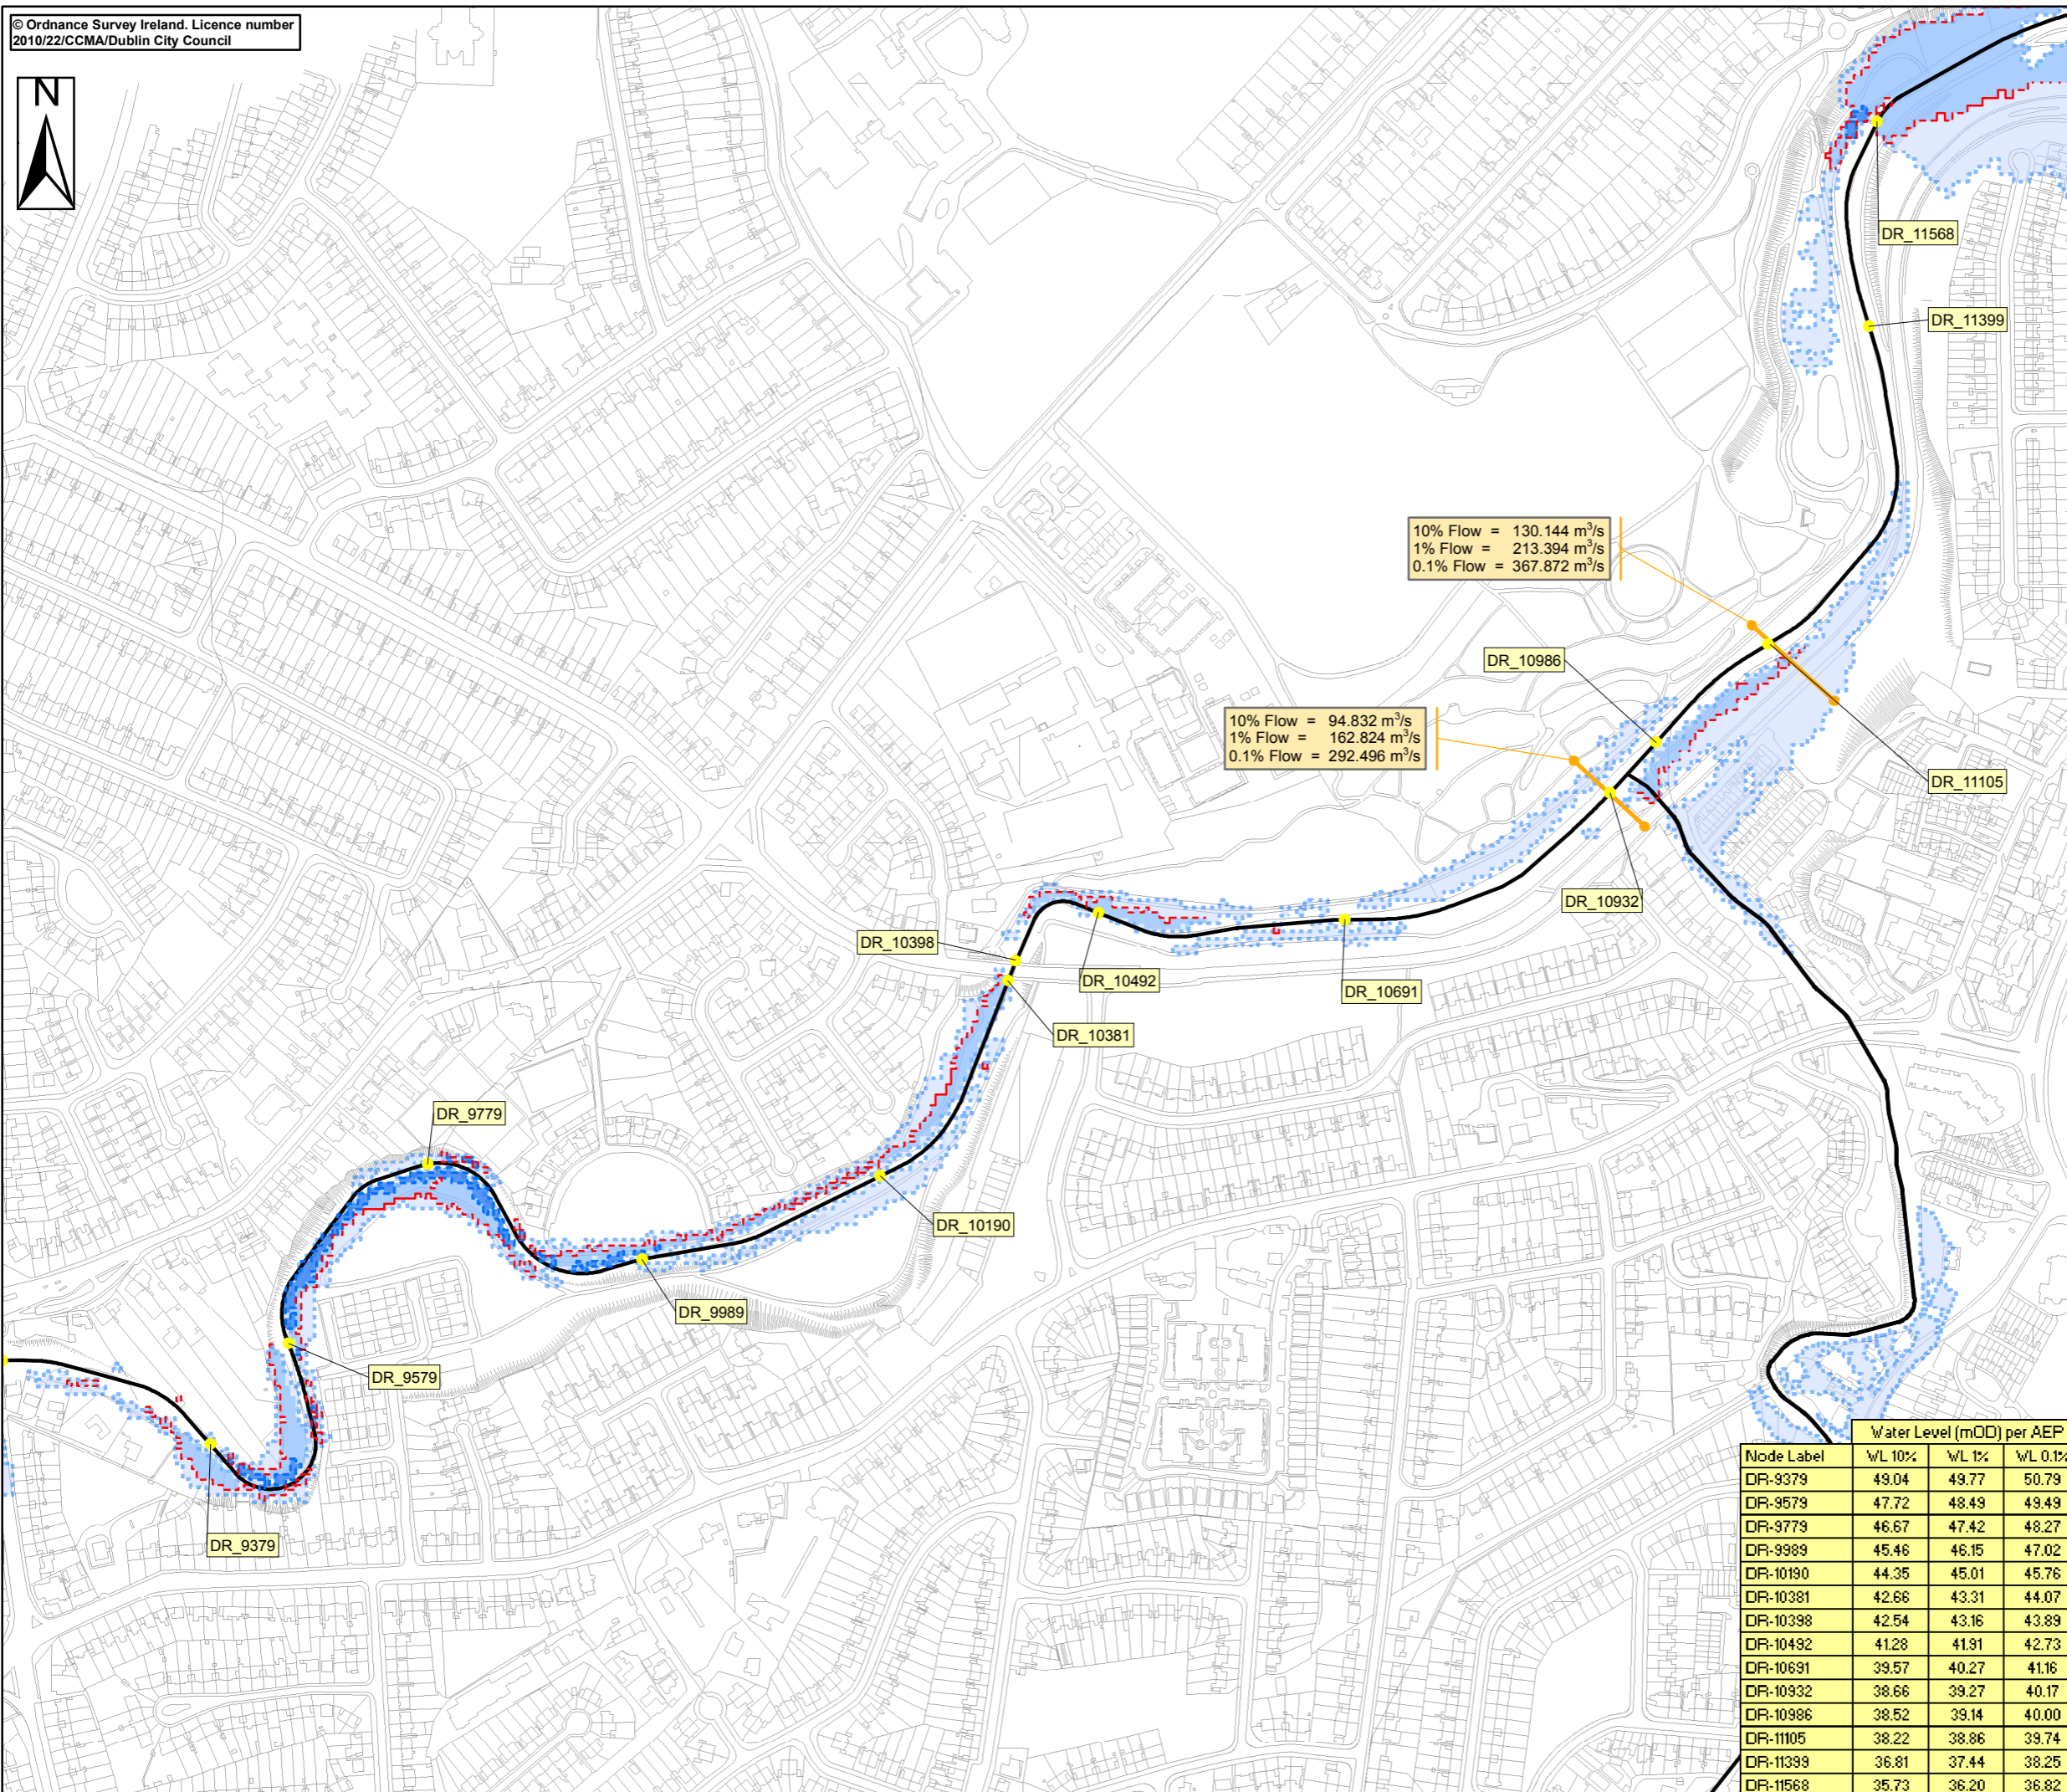 © Ordnance Survey Ireland. Licence number
2010/22/CCMA/Dublin City Council
N
DR_11568
DR_11399
10% Flow = 130.144 m³/s
1% Flow = 213.394 m³/s
0.1% Flow = 367.872 m³/s
DR_10986
10% Flow = 94.832 m³/s
1% Flow = 162.824 m³/s
0.1% Flow = 292.496 m³/s
DR_11105
DR_10932
DR_10398
DR_10492
DR_10691
DR_10381
DR_9779
DR_10190
DR_9989
DR_9579
DR_9379
Water Level (mOD) per AEP
Node Label WL 10% WL 1% WL 0.1%
DR-9379 49.04 49.77 50.79
DR-9579 47.72 48.49 49.49
DR-9779 46.67 47.42 48.27
DR-9989 45.46 46.15 47.02
DR-10190 44.35 45.01 45.76
DR-10381 42.66 43.31 44.07
DR-10398 42.54 43.16 43.89
DR-10492 41.28 41.91 42.73
DR-10691 39.57 40.27 41.16
DR-10932 38.66 39.27 40.17
DR-10986 38.52 39.14 40.00
DR-11105 38.22 38.86 39.74
DR-11399 36.81 37.44 38.25
DR-11568 35.73 36.20 36.82